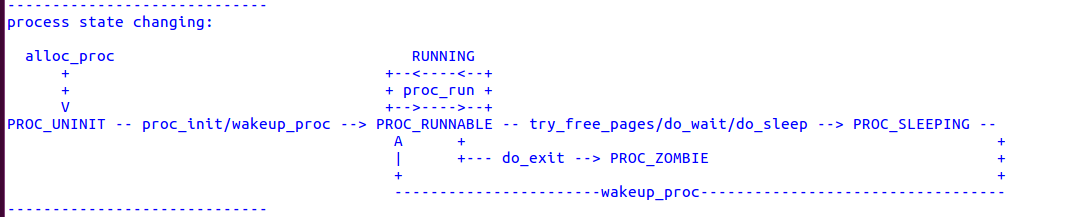 -----------------------------
process state changing:
  alloc_proc                                 RUNNING
      +                                   +--<----<--+
      +                                   + proc_run +
      V                                   +-->---->--+
PROC_UNINIT -- proc_init/wakeup_proc --> PROC_RUNNABLE -- try_free_pages/do_wait/do_sleep --> PROC_SLEEPING --
                                           A      +                                                           +
                                           |      +--- do_exit --> PROC_ZOMBIE                                +
                                           +                                                                  +
                                           -----------------------wakeup_proc----------------------------------
-----------------------------